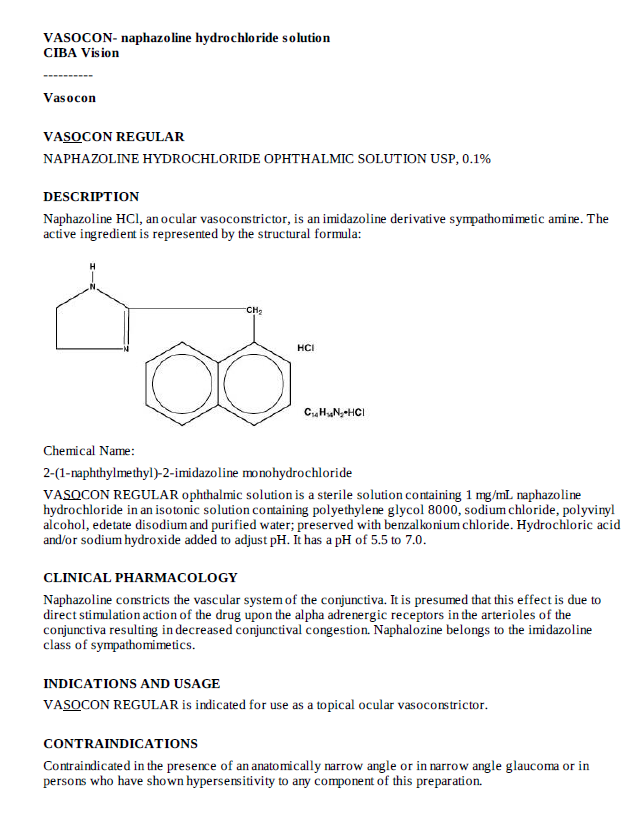 VASOCON- naphazoline hydrochloride solution
CIBA Vision
----------
Vasocon
VASOCON REGULAR
NAPHAZOLINE HYDROCHLORIDE OPHTHALMIC SOLUTION USP, 0.1%
DESCRIPTION
Naphazoline HCl, an ocular vasoconstrictor, is an imidazoline derivative sympathomimetic amine. The
active ingredient is represented by the structural formula:
H
N
CH₂
N
HCl
C₁₄H₁₄N₂•HCl
Chemical Name:
2-(1-naphthylmethyl)-2-imidazoline monohydrochloride
VASOCON REGULAR ophthalmic solution is a sterile solution containing 1 mg/mL naphazoline
hydrochloride in an isotonic solution containing polyethylene glycol 8000, sodium chloride, polyvinyl
alcohol, edetate disodium and purified water; preserved with benzalkonium chloride. Hydrochloric acid
and/or sodium hydroxide added to adjust pH. It has a pH of 5.5 to 7.0.
CLINICAL PHARMACOLOGY
Naphazoline constricts the vascular system of the conjunctiva. It is presumed that this effect is due to
direct stimulation action of the drug upon the alpha adrenergic receptors in the arterioles of the
conjunctiva resulting in decreased conjunctival congestion. Naphalozine belongs to the imidazoline
class of sympathomimetics.
INDICATIONS AND USAGE
VASOCON REGULAR is indicated for use as a topical ocular vasoconstrictor.
CONTRAINDICATIONS
Contraindicated in the presence of an anatomically narrow angle or in narrow angle glaucoma or in
persons who have shown hypersensitivity to any component of this preparation.